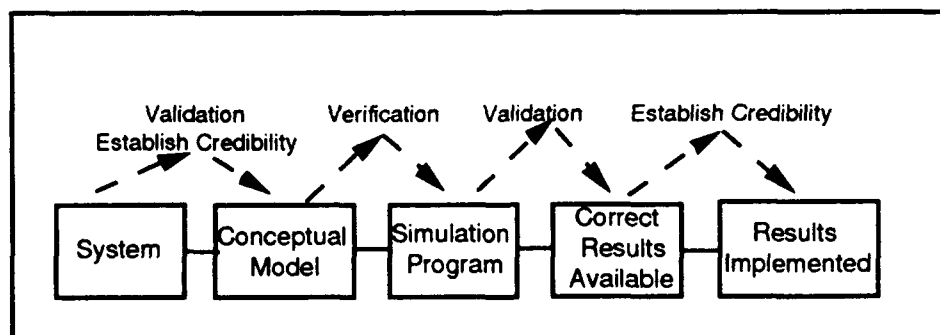 Validation
Establish Credibility
Verification
Validation
Establish Credibility
System
Conceptual
Model
Simulation
Program
Correct
Results
Available
Results
Implemented